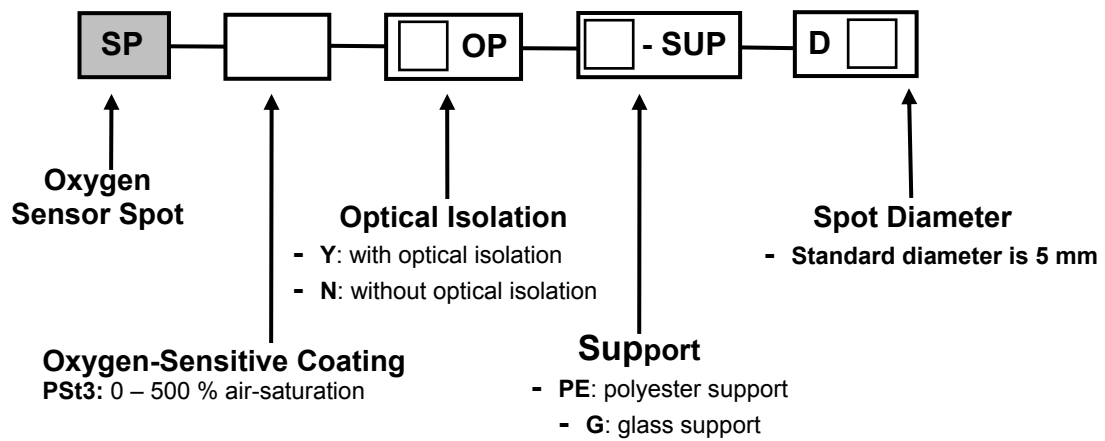 SP OP - SUP D
Oxygen
Sensor Spot
Optical Isolation
- Y: with optical isolation
- N: without optical isolation
Spot Diameter
- Standard diameter is 5 mm
Oxygen-Sensitive Coating
PSt3: 0 – 500 % air-saturation
Support
- PE: polyester support
- G: glass support